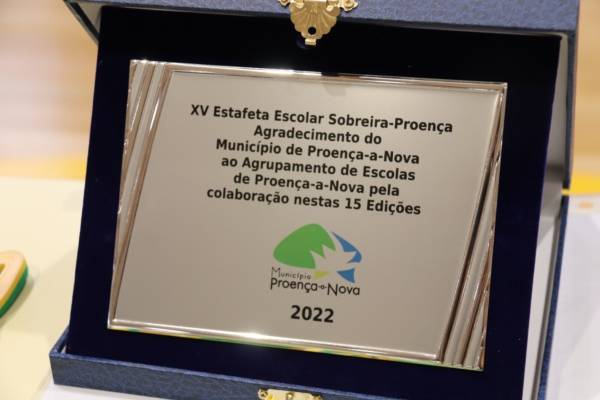 XV Estafeta Escolar Sobreira-Proença
Agradecimento do
Município de Proença-a-Nova
ao Agrupamento de Escolas
de Proença-a-Nova pela
colaboração nestas 15 Edições
Município
Proença-a-Nova
2022